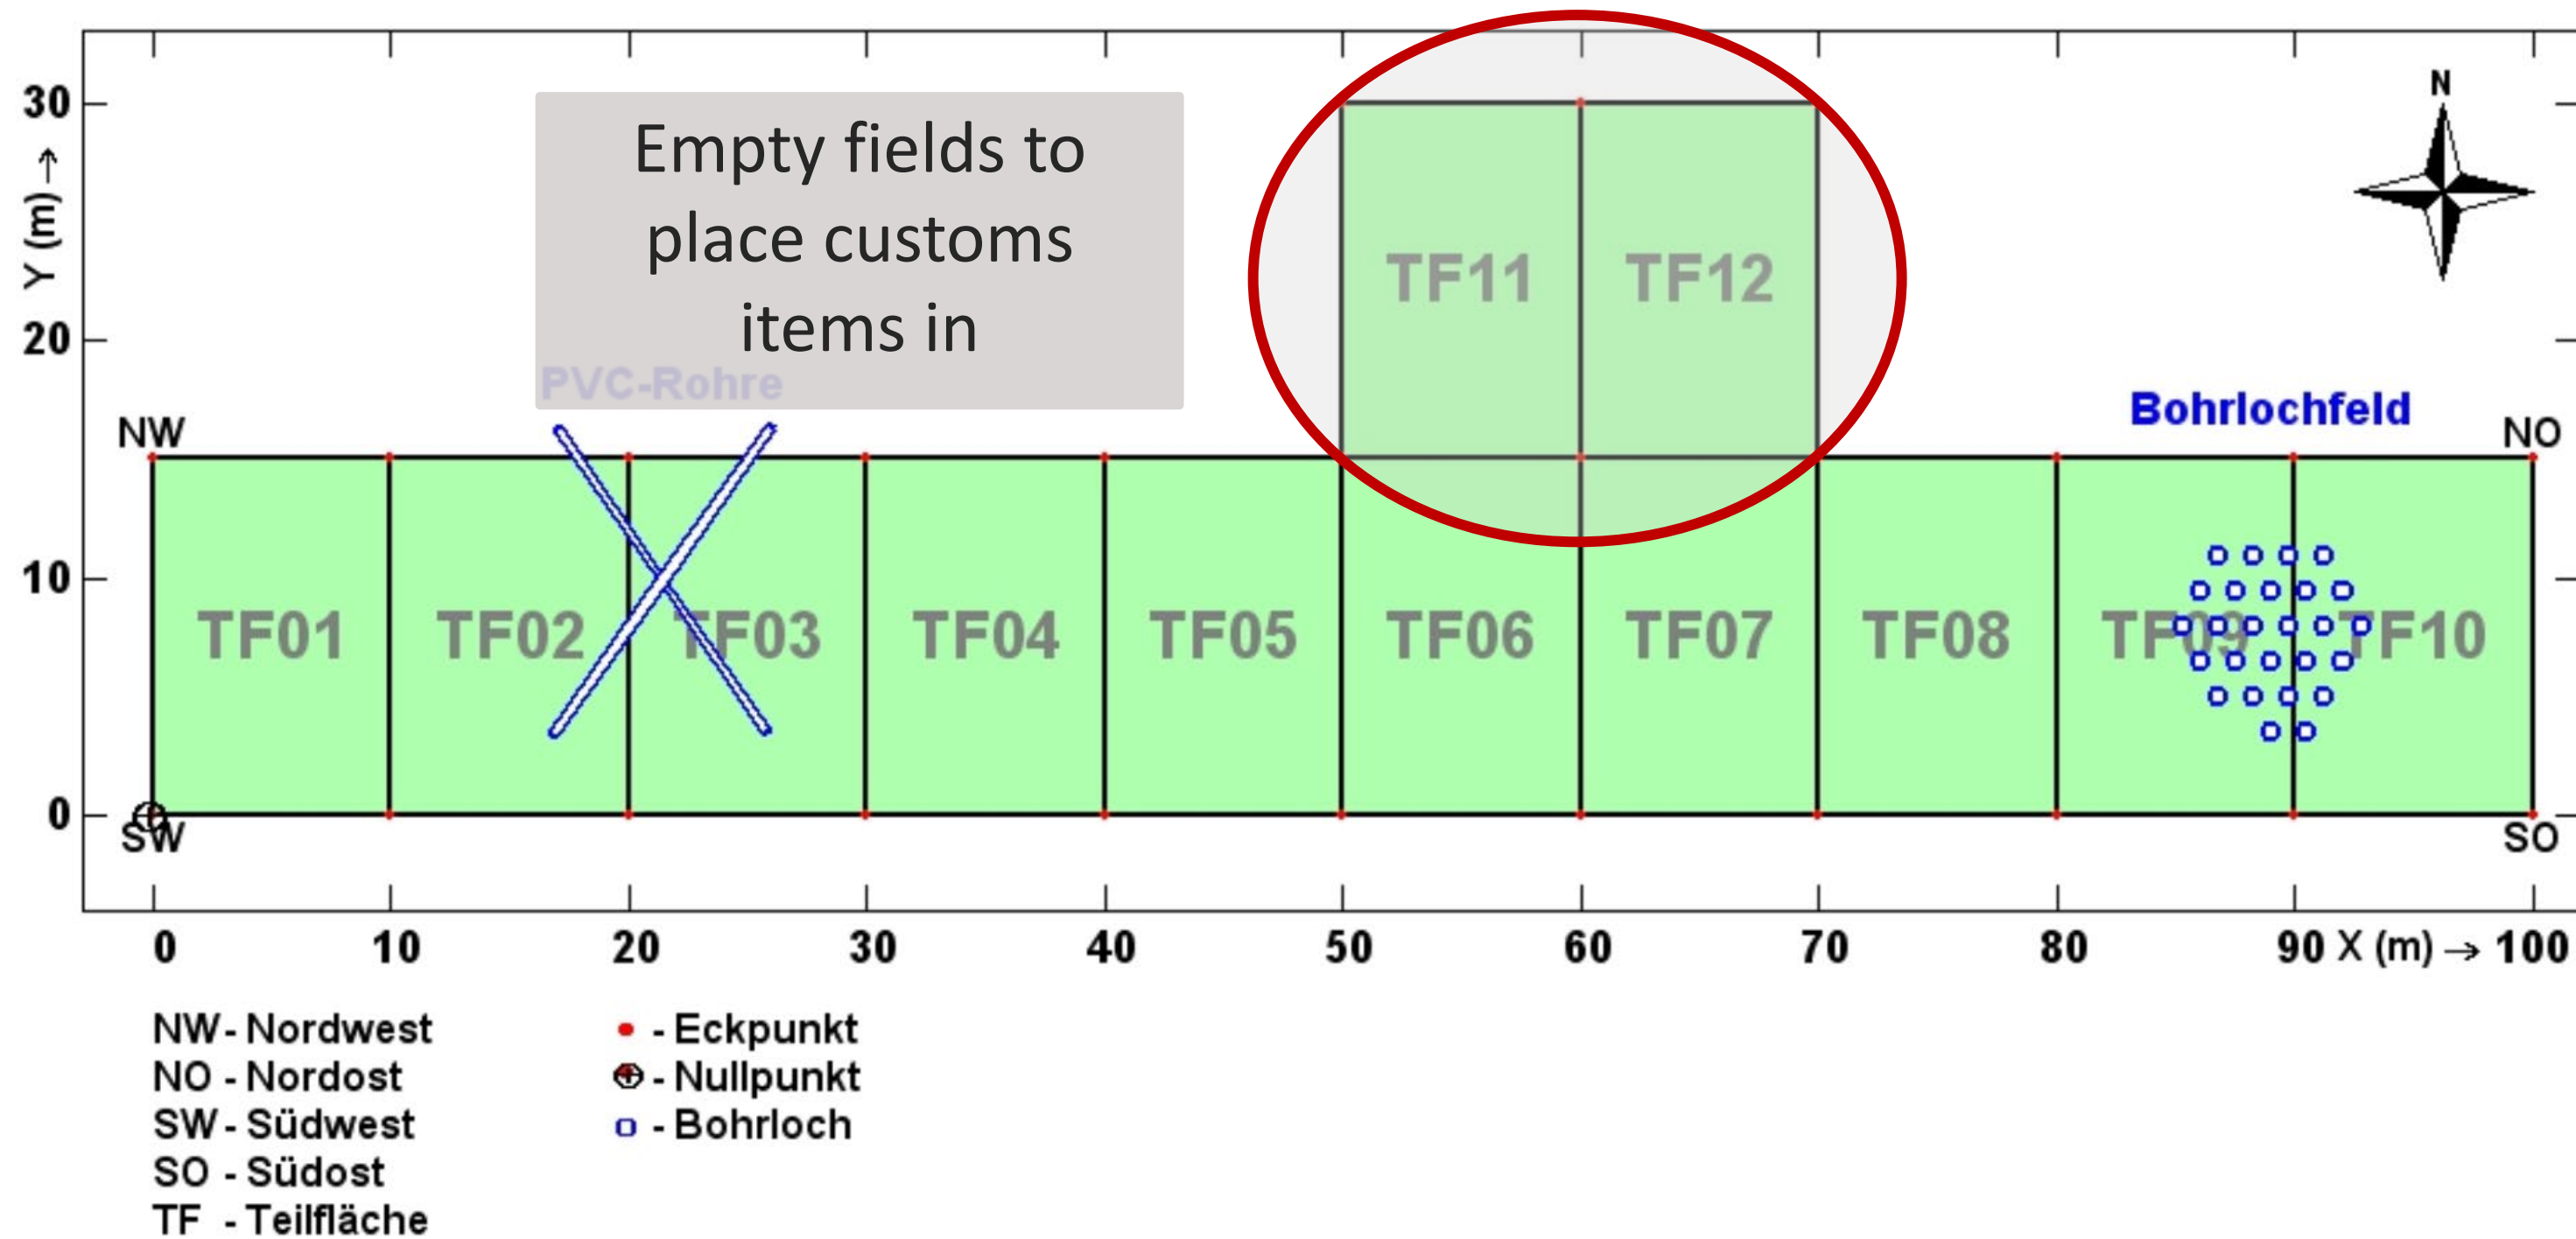 N
30
Empty fields to
place customs
items in
Y (m) →
TF11 TF12
20
PVC-Rohre
Bohrlochfeld
NW
NO
10
TF01 TF02 TF03 TF04 TF05 TF06 TF07 TF08 TF09 TF10
0
SW
SO
0 10 20 30 40 50 60 70 80 90 X (m) → 100
NW - Nordwest
NO - Nordost
SW - Südwest
SO - Südost
TF - Teilfläche
- Eckpunkt
- Nullpunkt
- Bohrloch